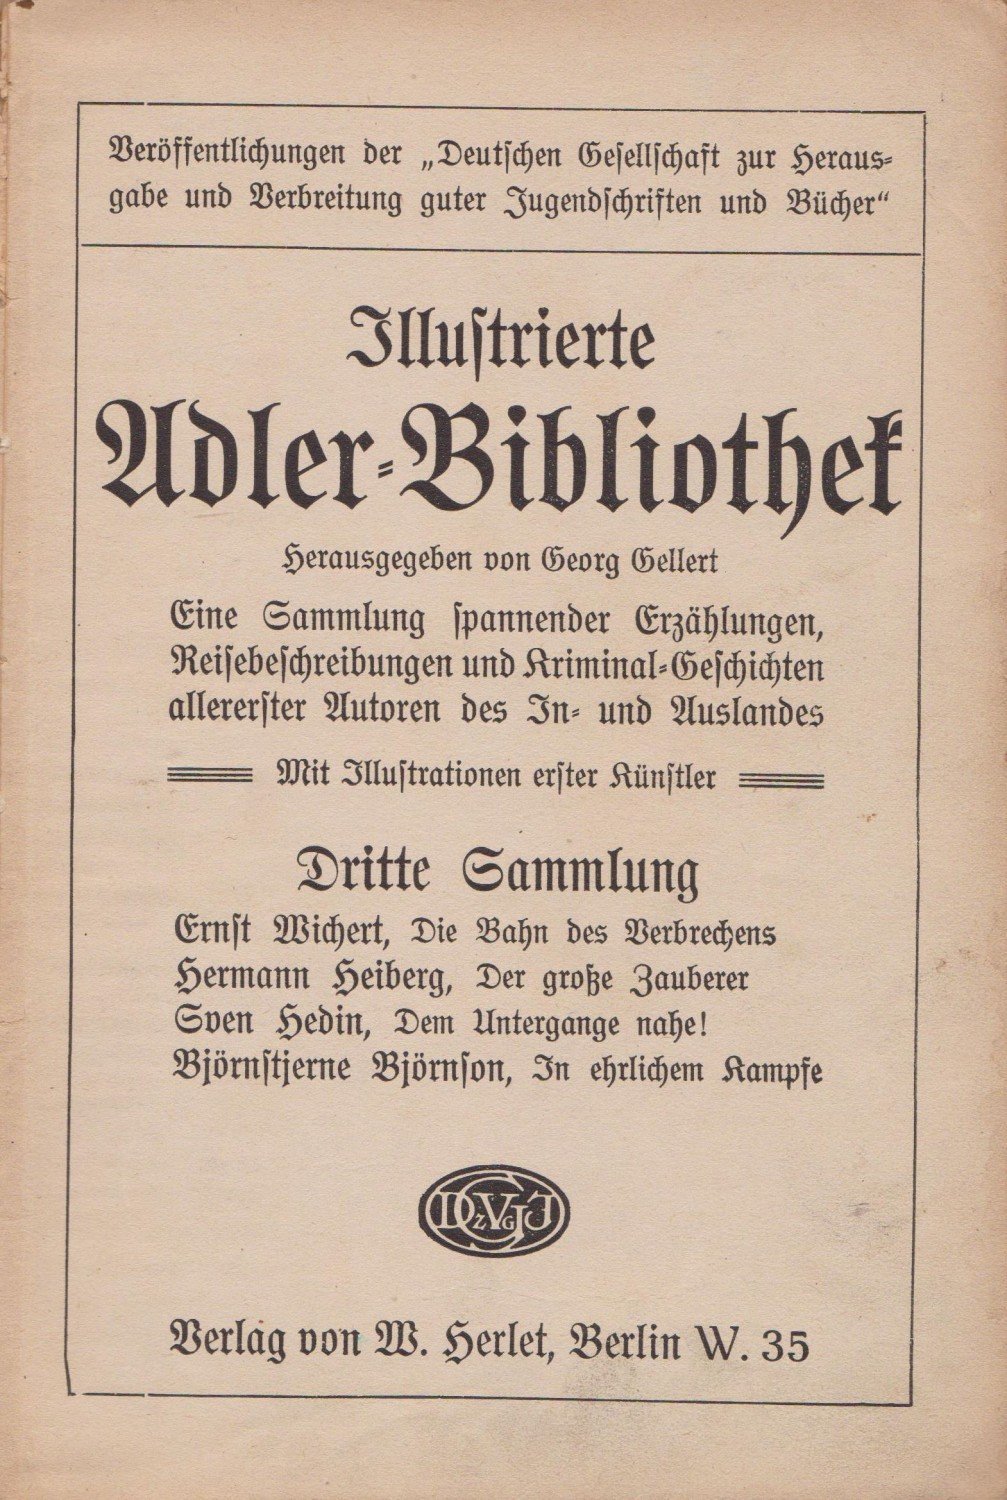 Veröffentlichungen der „Deutschen Gesellschaft zur Heraus-
gabe und Verbreitung guter Jugendschriften und Bücher“
Illustrierte
Adler-Bibliothek
Herausgegeben von Georg Gellert
Eine Sammlung spannender Erzählungen,
Reisebeschreibungen und Kriminal-Geschichten
allererster Autoren des In- und Auslandes
Mit Illustrationen erster Künstler
Dritte Sammlung
Ernst Wichert, Die Bahn des Verbrechens
Hermann Heiberg, Der große Zauberer
Sven Hedin, Dem Untergange nahe!
Björnstjerne Björnson, In ehrlichem Kampfe
Verlag von W. Herlet, Berlin W. 35